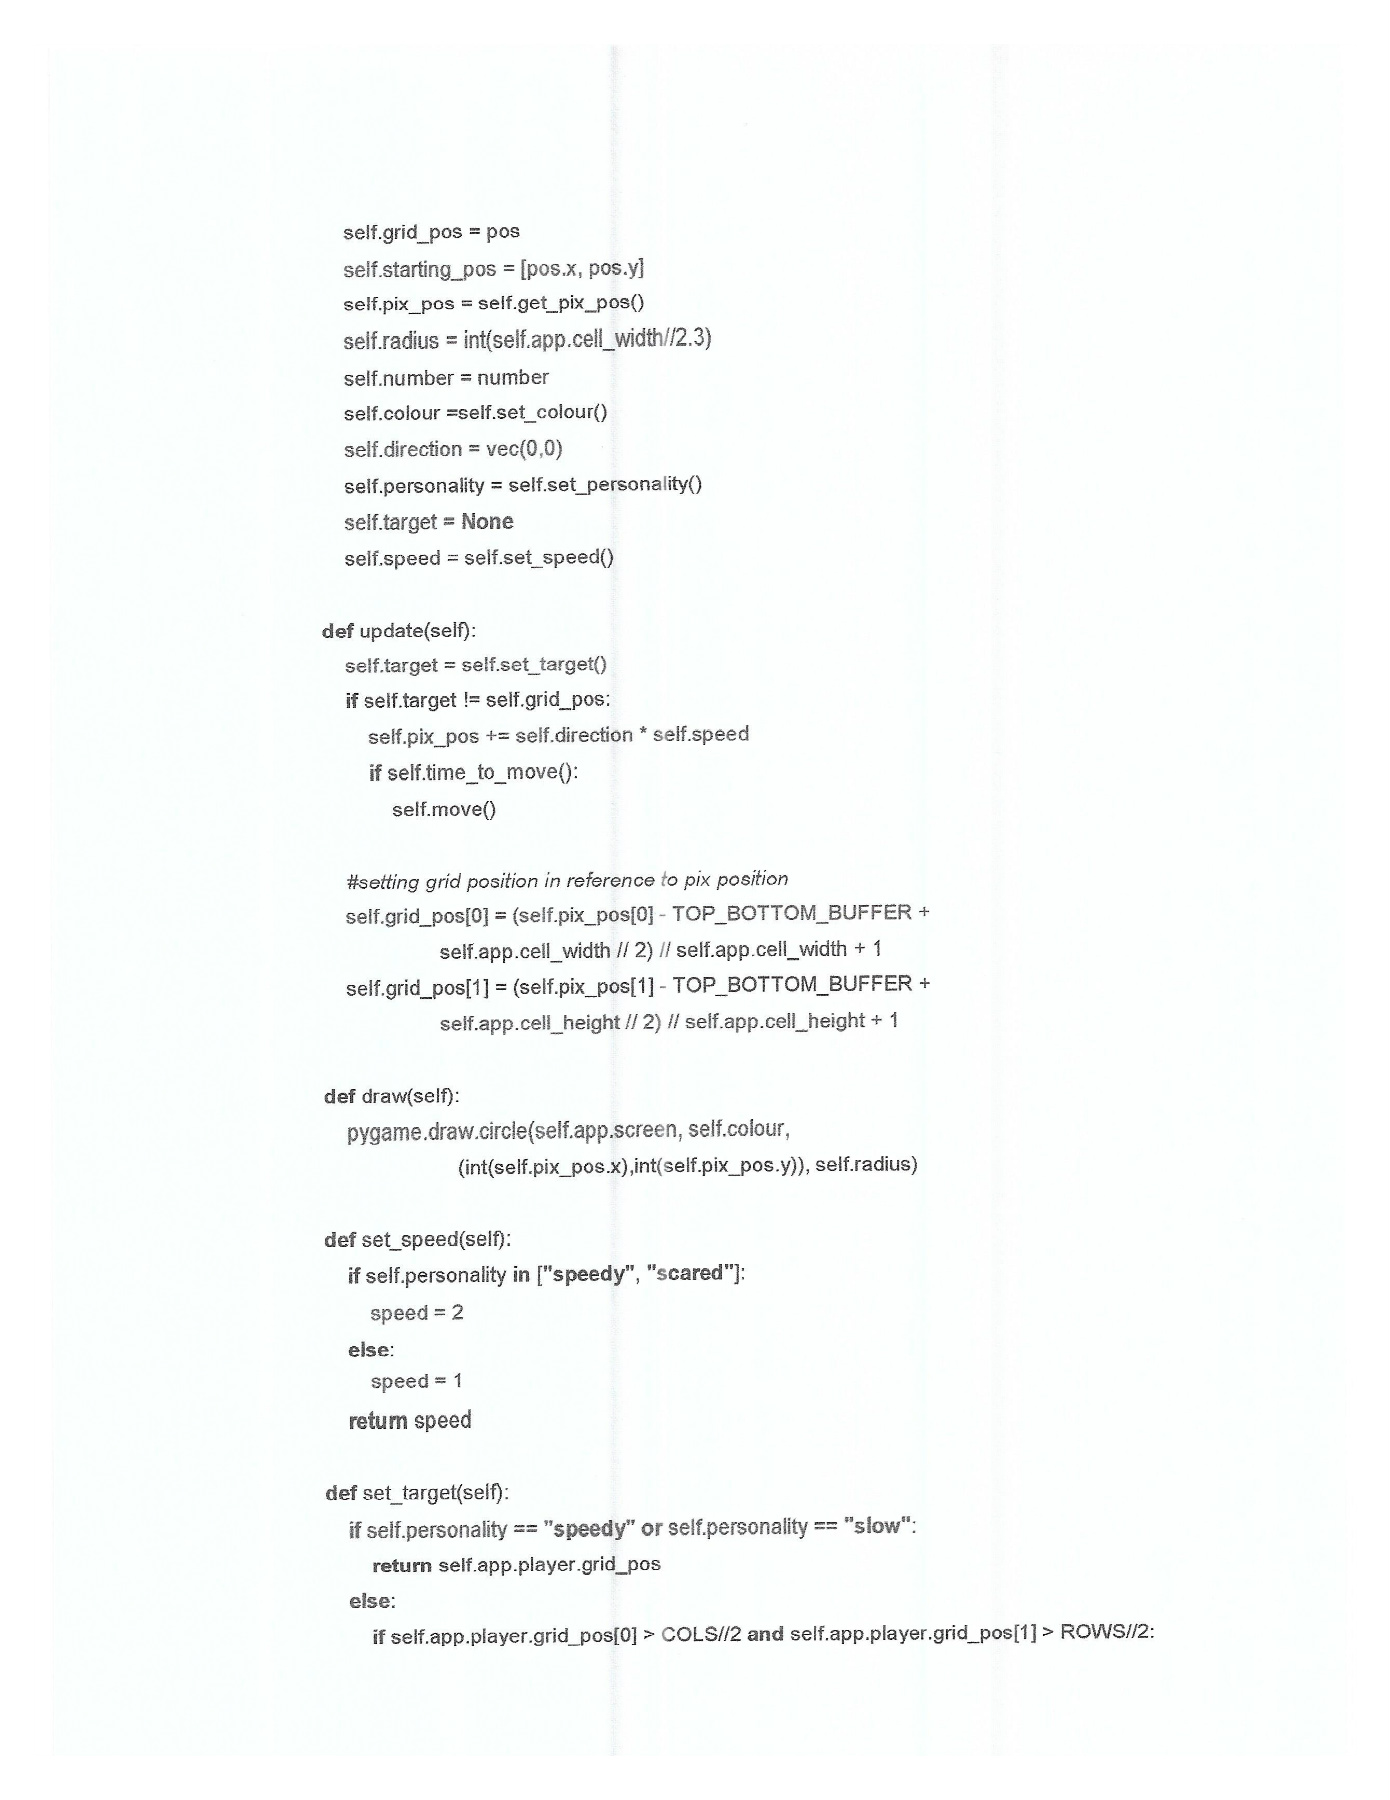 self.grid_pos = pos
self.starting_pos = [pos.x, pos.y]
self.pix_pos = self.get_pix_pos()
self.radius = int(self.app.cell_width//2.3)
self.number = number
self.colour =self.set_colour()
self.direction = vec(0,0)
self.personality = self.set_personality()
self.target = None
self.speed = self.set_speed()
def update(self):
self.target = self.set_target()
if self.target != self.grid_pos:
self.pix_pos += self.direction * self.speed
if self.time_to_move():
self.move()
#setting grid position in reference to pix position
self.grid_pos[0] = (self.pix_pos[0] - TOP_BOTTOM_BUFFER +
self.app.cell_width // 2) // self.app.cell_width + 1
self.grid_pos[1] = (self.pix_pos[1] - TOP_BOTTOM_BUFFER +
self.app.cell_height // 2) // self.app.cell_height + 1
def draw(self):
pygame.draw.circle(self.app.screen, self.colour,
(int(self.pix_pos.x),int(self.pix_pos.y)), self.radius)
def set_speed(self):
if self.personality in ["speedy", "scared"]:
speed = 2
else:
speed = 1
return speed
def set_target(self):
if self.personality == "speedy" or self.personality == "slow":
return self.app.player.grid_pos
else:
if self.app.player.grid_pos[0] > COLS//2 and self.app.player.grid_pos[1] > ROWS//2: